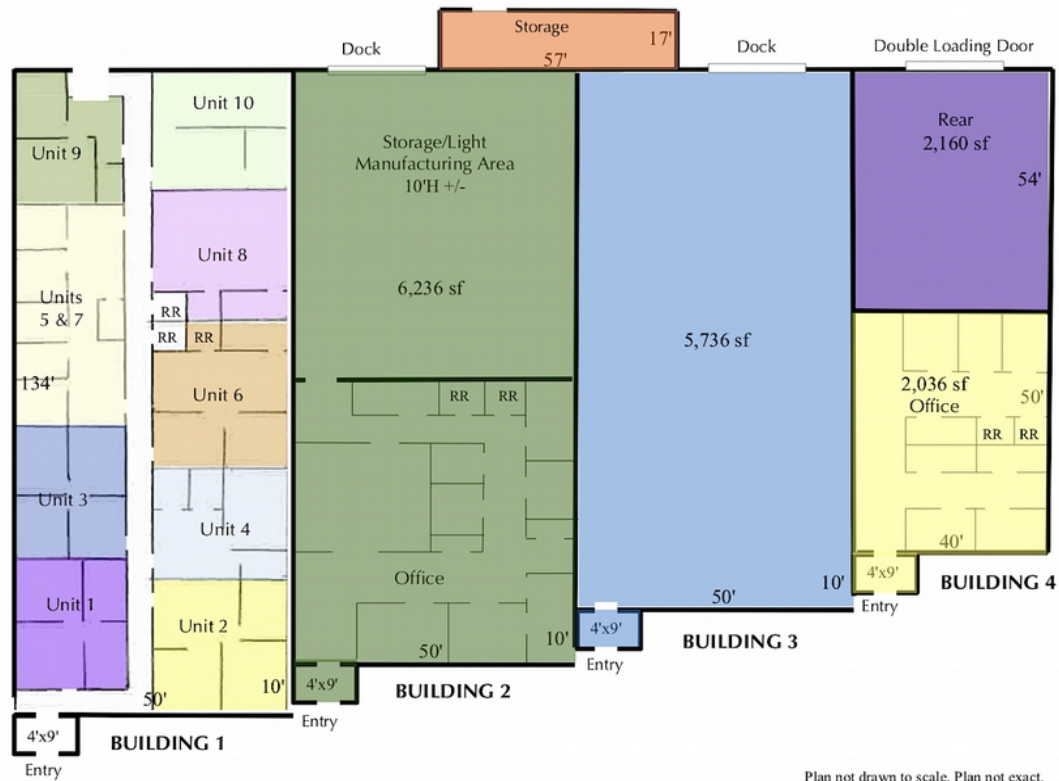 Storage
17'
57'
Dock
Dock
Double Loading Door
Unit 10
Unit 9
Storage/Light
Manufacturing Area
10'H +/-
Rear
2,160 sf
54'
Unit 8
Units
5 & 7
6,236 sf
RR
RR
RR
5,736 sf
134'
Unit 6
RR
RR
2,036 sf
Office
50'
RR
RR
Unit 3
Unit 4
40'
Office
4'x9'
10'
BUILDING 4
50'
Entry
Unit 1
Unit 2
4'x9'
10'
50'
BUILDING 3
Entry
50'
10'
4'x9'
BUILDING 2
Entry
4'x9'
BUILDING 1
Entry
Plan not drawn to scale. Plan not exact.